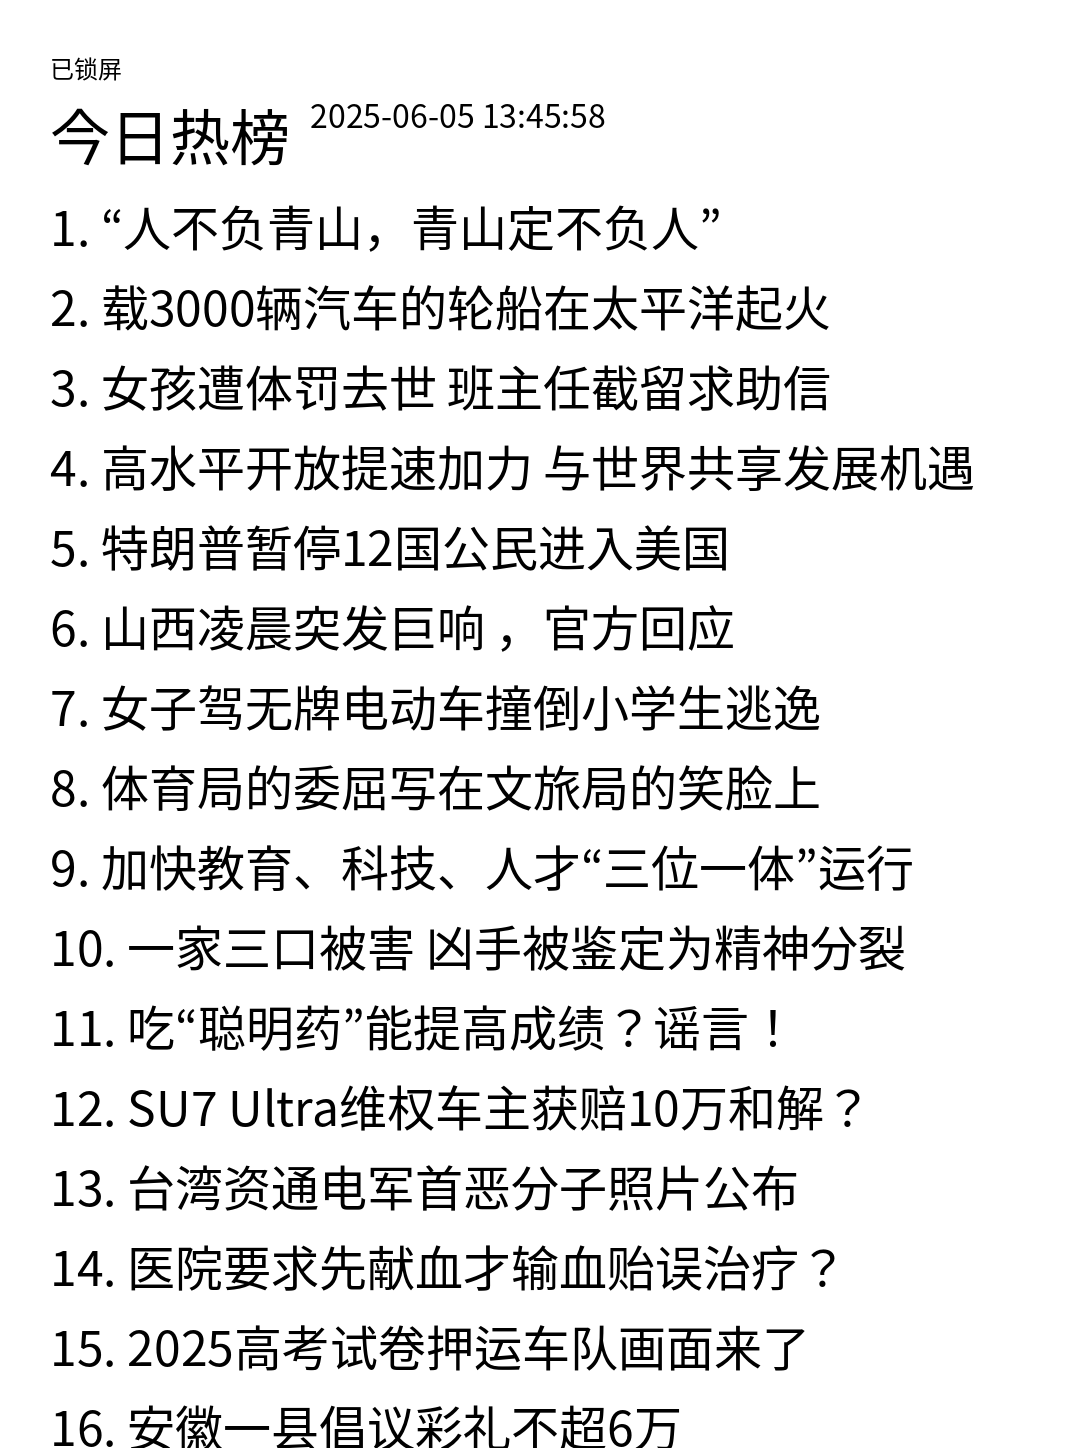 已锁屏
今日热榜 2025-06-05 13:45:58
1. “人不负青山，青山定不负人”
2. 载3000辆汽车的轮船在太平洋起火
3. 女孩遭体罚去世 班主任截留求助信
4. 高水平开放提速加力 与世界共享发展机遇
5. 特朗普暂停12国公民进入美国
6. 山西凌晨突发巨响 ，官方回应
7. 女子驾无牌电动车撞倒小学生逃逸
8. 体育局的委屈写在文旅局的笑脸上
9. 加快教育、科技、人才“三位一体”运行
10. 一家三口被害 凶手被鉴定为精神分裂
11. 吃“聪明药”能提高成绩？谣言！
12. SU7 Ultra维权车主获赔10万和解？
13. 台湾资通电军首恶分子照片公布
14. 医院要求先献血才输血贻误治疗？
15. 2025高考试卷押运车队画面来了
16. 安徽一县倡议彩礼不超6万